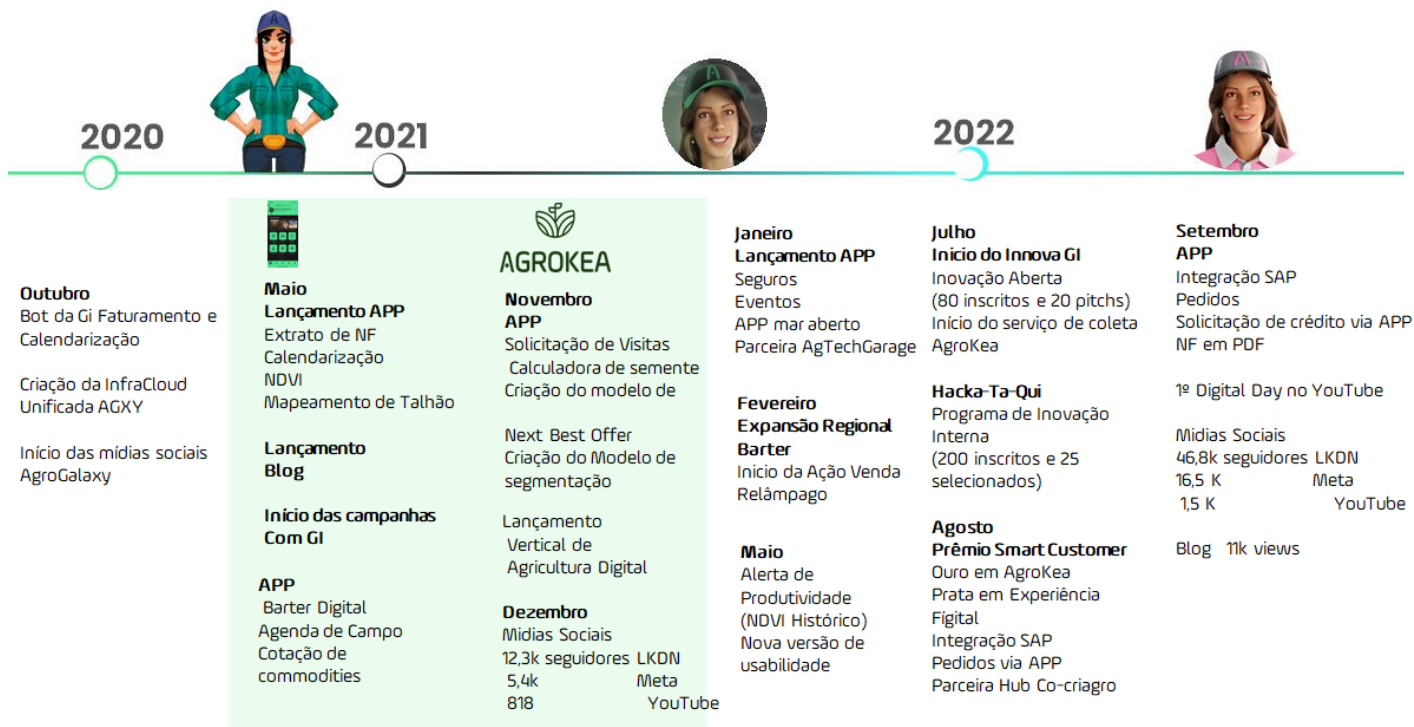 2020
2021
2022
Outubro
Bot da Gi Faturamento e
Calendarização
Criação da InfraCloud
Unificada AGXY
Início das mídias sociais
AgroGalaxy
Maio
Lançamento APP
Extrato de NF
Calendarização
NDVI
Mapeamento de Talhão
Lançamento
Blog
Início das campanhas
Com GI
APP
Barter Digital
Agenda de Campo
Cotação de
commodities
AGROKEA
Novembro
APP
Solicitação de Visitas
Calculadora de semente
Criação do modelo de
Next Best Offer
Criação do Modelo de
segmentação
Lançamento
Vertical de
Agricultura Digital
Dezembro
Midias Sociais
12,3k seguidores LKDN
5,4k Meta
818 YouTube
Janeiro
Lançamento APP
Seguros
Eventos
APP mar aberto
Parceira AgTechGarage
Fevereiro
Expansão Regional
Barter
Inicio da Ação Venda
Relâmpago
Maio
Alerta de
Produtividade
(NDVI Histórico)
Nova versão de
usabilidade
Julho
Inicio do Innova GI
Inovação Aberta
(80 inscritos e 20 pitchs)
Início do serviço de coleta
AgroKea
Hacka-Ta-Qui
Programa de Inovação
Interna
(200 inscritos e 25
selecionados)
Agosto
Prêmio Smart Customer
Ouro em AgroKea
Prata em Experiência
Fígital
Integração SAP
Pedidos via APP
Parceira Hub Co-criagro
Setembro
APP
Integração SAP
Pedidos
Solicitação de crédito via APP
NF em PDF
1º Digital Day no YouTube
Midias Sociais
46,8k seguidores LKDN
16,5 K Meta
1,5 K YouTube
Blog 11k views